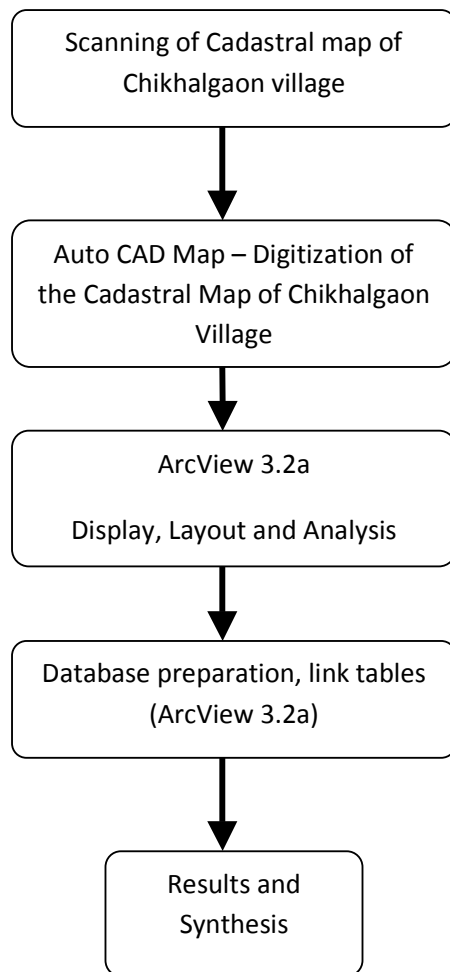 Scanning of Cadastral map of
Chikhalgaon village
Auto CAD Map – Digitization of
the Cadastral Map of Chikhalgaon
Village
ArcView 3.2a
Display, Layout and Analysis
Database preparation, link tables
(ArcView 3.2a)
Results and
Synthesis